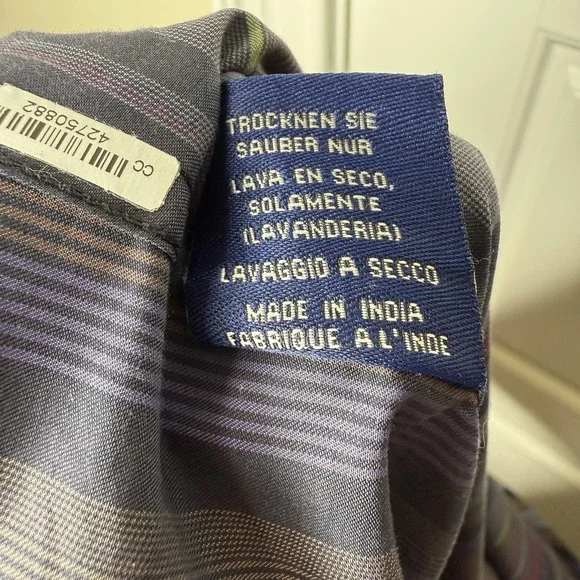 CC 42750882
TROCKNEN SIE
SAUBER NUR
LAVA EN SECO,
SOLAMENTE
(LAVANDERIA)
LAVAGGIO A SECCO
MADE IN INDIA
FABRIQUE A L'INDE